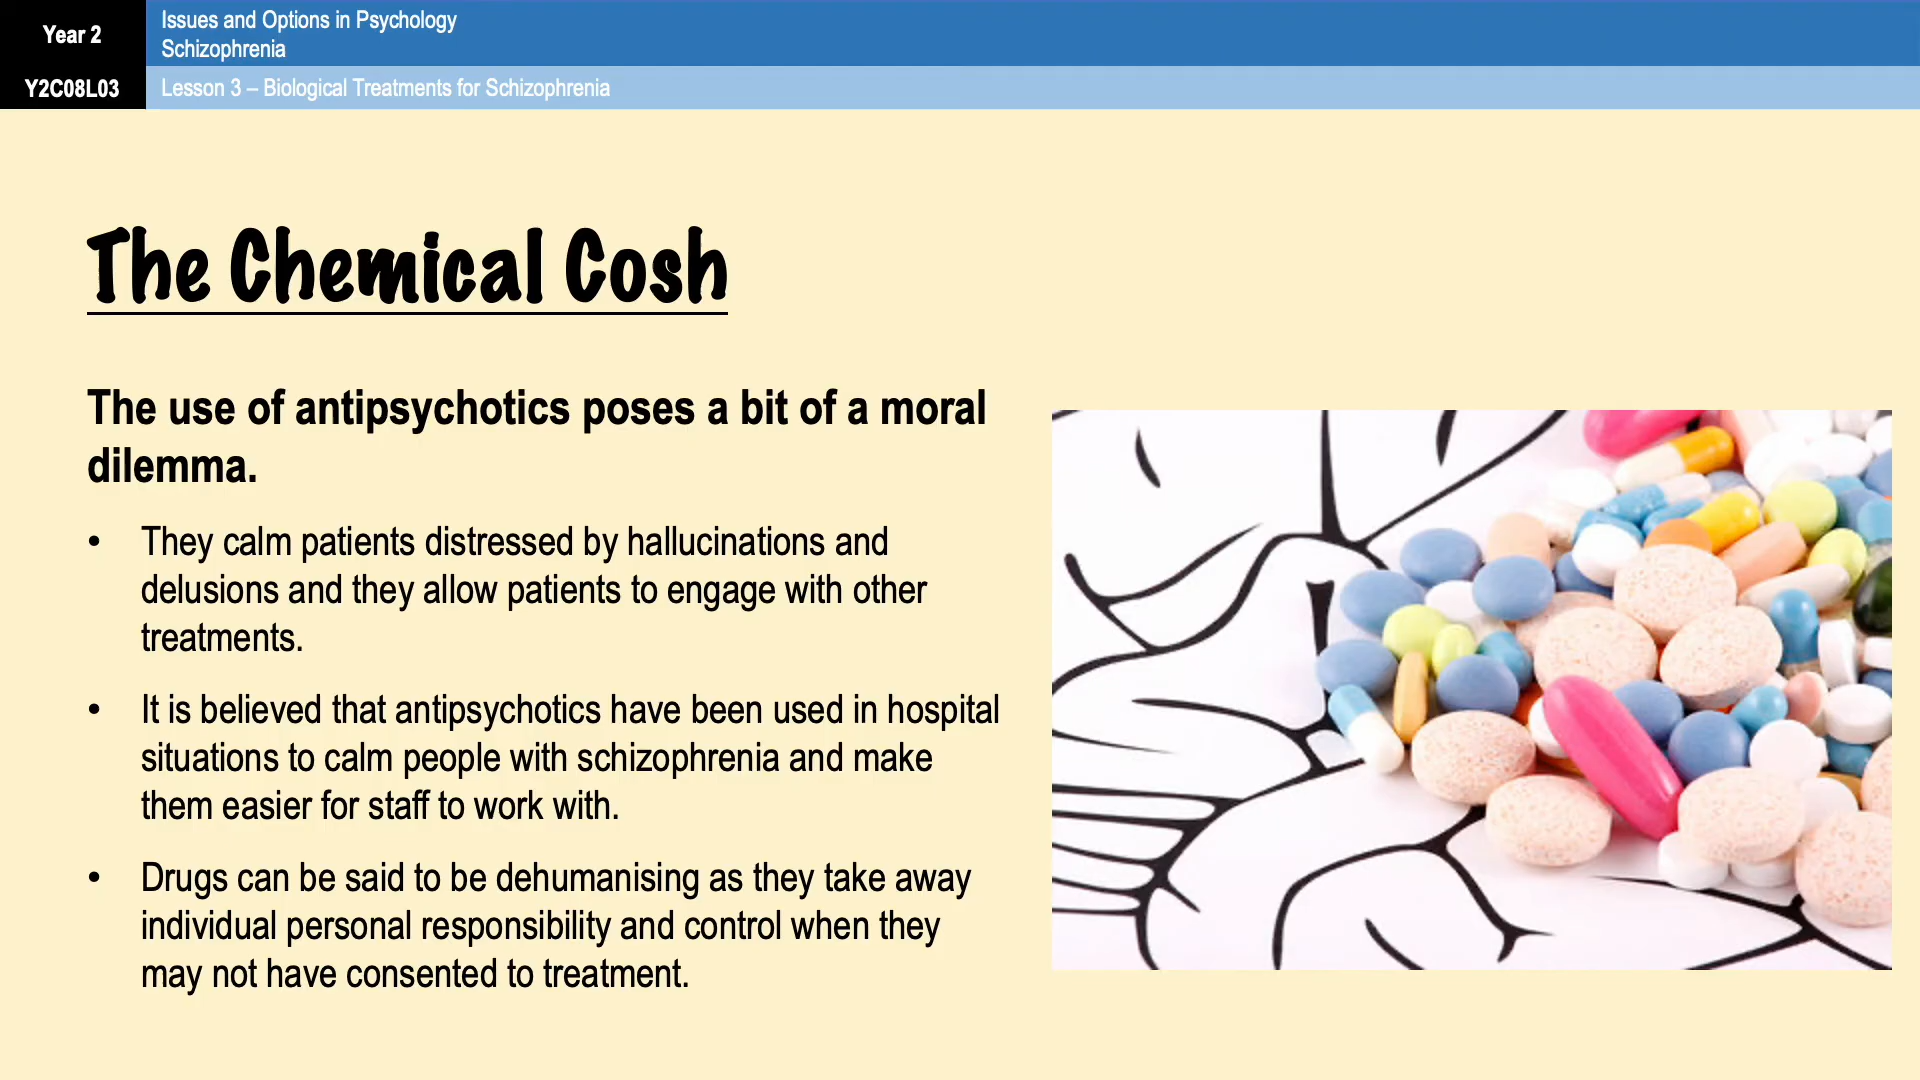 Year 2
Issues and Options in Psychology
Schizophrenia
Y2C08L03
Lesson 3 – Biological Treatments for Schizophrenia
The Chemical Cosh
The use of antipsychotics poses a bit of a moral
dilemma.
• They calm patients distressed by hallucinations and
delusions and they allow patients to engage with other
treatments.
• It is believed that antipsychotics have been used in hospital
situations to calm people with schizophrenia and make
them easier for staff to work with.
• Drugs can be said to be dehumanising as they take away
individual personal responsibility and control when they
may not have consented to treatment.